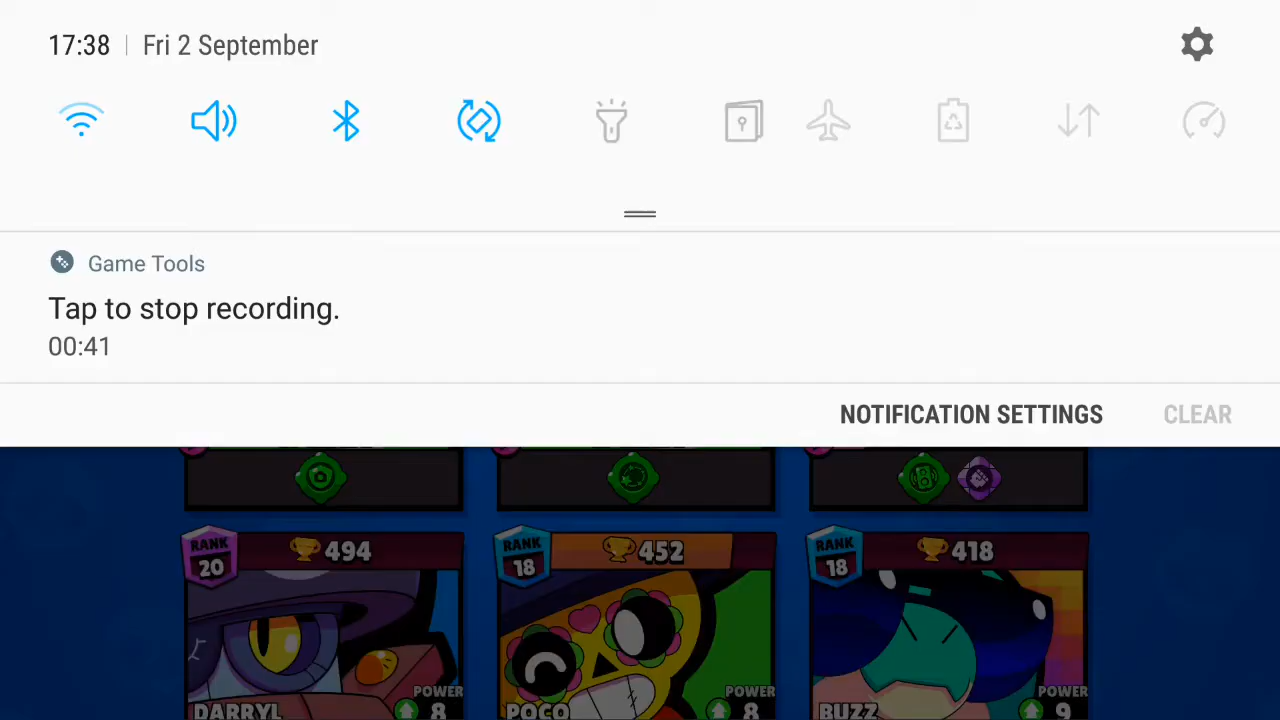 17:38 | Fri 2 September
Game Tools
Tap to stop recording.
00:41
NOTIFICATION SETTINGS CLEAR
RANK 20 494
RANK 18 452
RANK 18 418
POWER 8
DARRYL
POWER 8
POCO
POWER 9
BUZZ